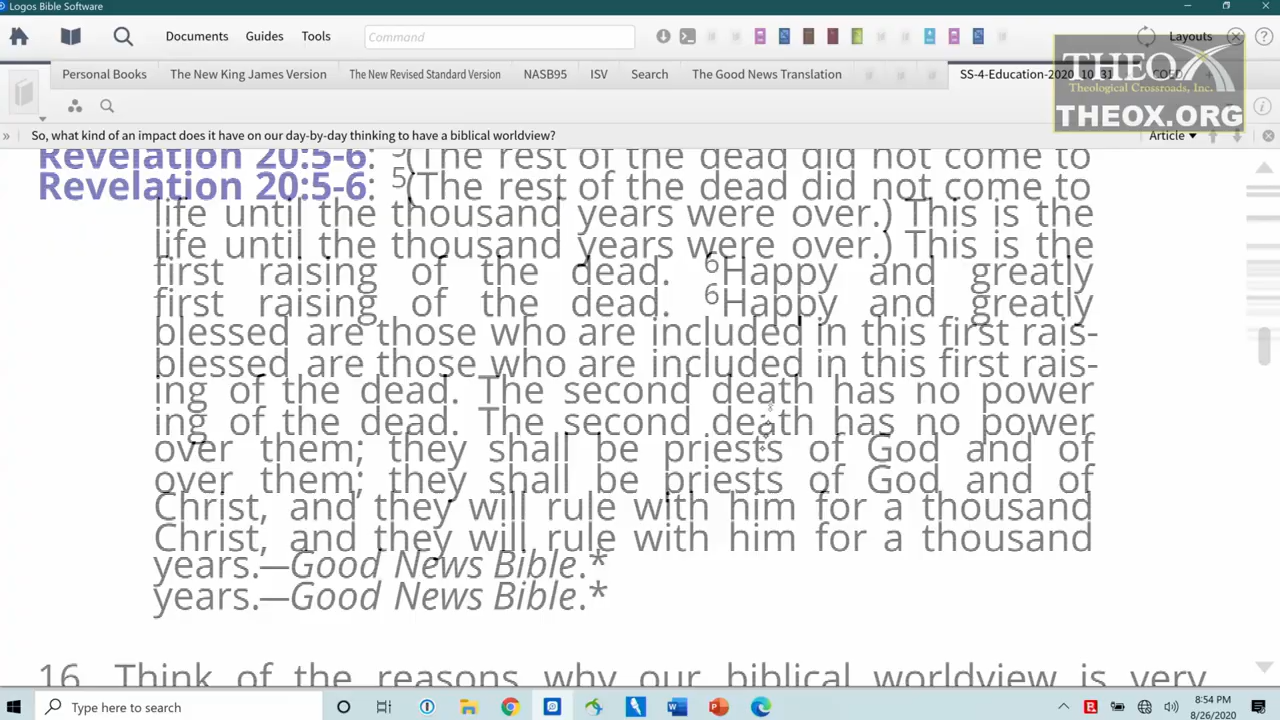 Logos Bible Software
Documents Guides Tools Command Layouts
THEOX
Theological Crossroads, Inc.
THEOX.ORG
Personal Books The New King James Version The New Revised Standard Version NASB95 ISV Search The Good News Translation SS-4-Education-2020
So, what kind of an impact does it have on our day-by-day thinking to have a biblical worldview? Article
Revelation 20:5-6: 5(The rest of the dead did not come to
Revelation 20:5-6: 5(The rest of the dead did not come to
life until the thousand years were over.) This is the
life until the thousand years were over.) This is the
first raising of the dead. 6Happy and greatly
first raising of the dead. 6Happy and greatly
blessed are those who are included in this first rais-
blessed are those who are included in this first rais-
ing of the dead. The second death has no power
ing of the dead. The second death has no power
over them; they shall be priests of God and of
over them; they shall be priests of God and of
Christ, and they will rule with him for a thousand
Christ, and they will rule with him for a thousand
years.—Good News Bible.*
years.—Good News Bible.*
16. Think of the reasons why our biblical worldview is very
Type here to search
8:54 PM
8/26/2020